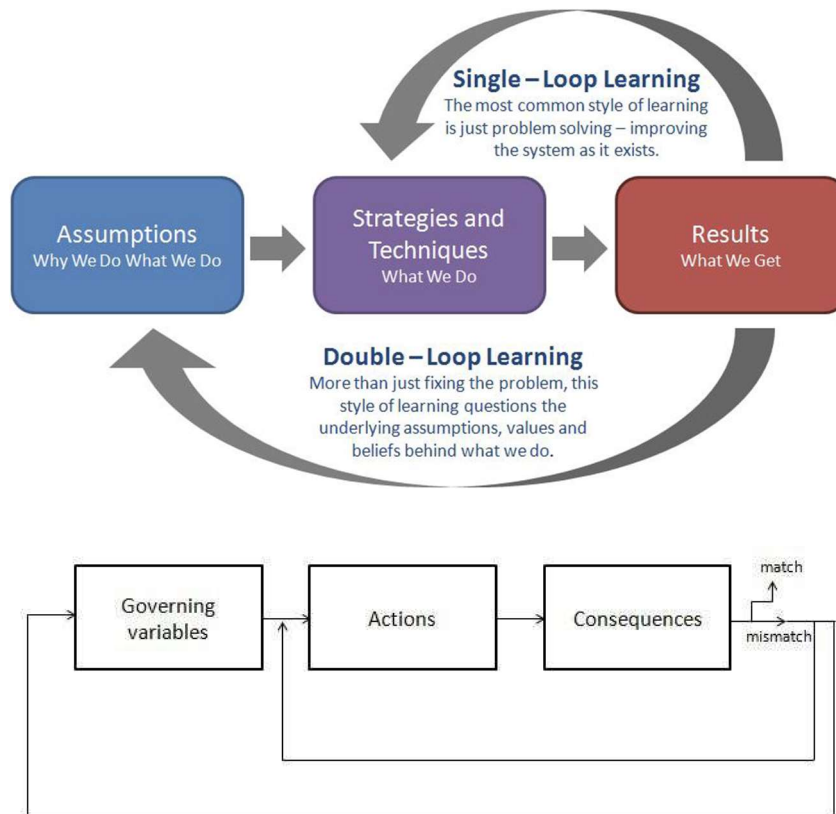 Single – Loop Learning
The most common style of learning
is just problem solving – improving
the system as it exists.
Assumptions
Why We Do What We Do
Strategies and
Techniques
What We Do
Results
What We Get
Double – Loop Learning
More than just fixing the problem, this
style of learning questions the
underlying assumptions, values and
beliefs behind what we do.
Governing
variables
Actions
Consequences
match
mismatch